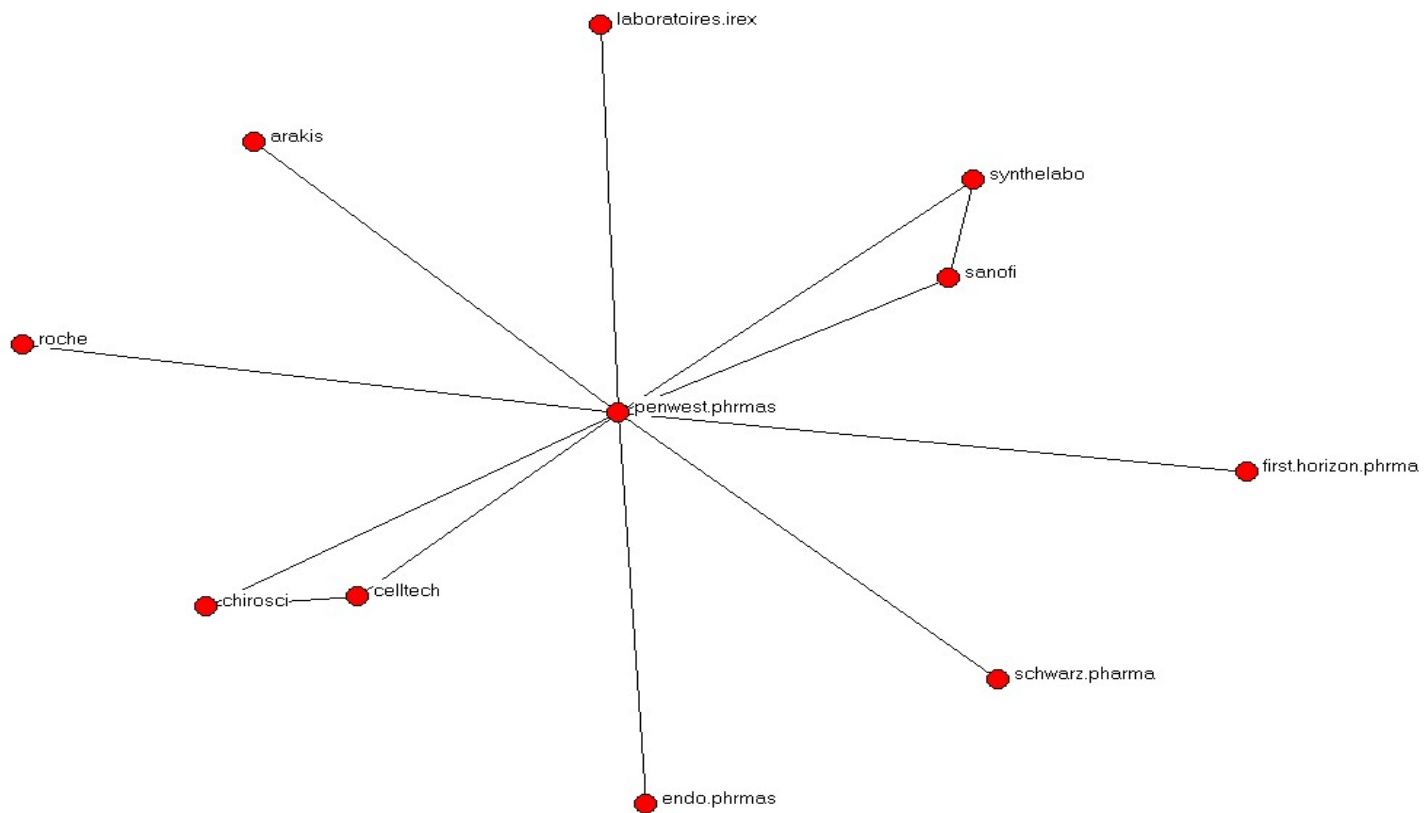 laboratoires.irex
arakis
synthelabo
sanofi
roche
penwest.phrmas
first.horizon.phrma
celltech
chirosci
schwarz.pharma
endo.phrmas